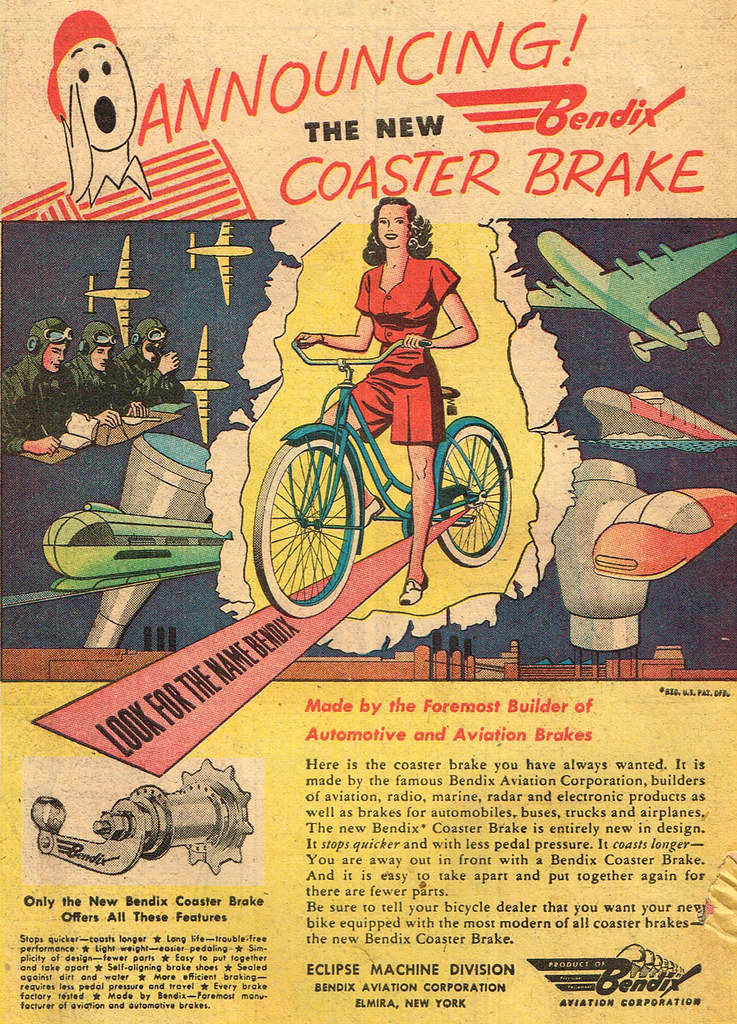 ANNOUNCING!
THE NEW Bendix
COASTER BRAKE
LOOK FOR THE NAME BENDIX
*REG. U.S. PAT. OFF.
Made by the Foremost Builder of
Automotive and Aviation Brakes
Here is the coaster brake you have always wanted. It is
made by the famous Bendix Aviation Corporation, builders
of aviation, radio, marine, radar and electronic products as
well as brakes for automobiles, buses, trucks and airplanes.
The new Bendix* Coaster Brake is entirely new in design.
It stops quicker and with less pedal pressure. It coasts longer—
You are away out in front with a Bendix Coaster Brake.
And it is easy to take apart and put together again for
there are fewer parts.
Be sure to tell your bicycle dealer that you want your new
bike equipped with the most modern of all coaster brakes—
the new Bendix Coaster Brake.
ECLIPSE MACHINE DIVISION
BENDIX AVIATION CORPORATION
ELMIRA, NEW YORK
PRODUCT OF
Bendix
AVIATION CORPORATION
Bendix
Only the New Bendix Coaster Brake
Offers All These Features
Stops quicker—coasts longer ★ Long life—trouble-free
performance ★ Light weight—easier pedaling ★ Sim-
plicity of design—fewer parts ★ Easy to put together
and take apart ★ Self-aligning brake shoes ★ Sealed
against dirt and water ★ More efficient braking—
requires less pedal pressure and travel ★ Every brake
factory tested ★ Made by Bendix—Foremost manu-
facturer of aviation and automotive brakes.